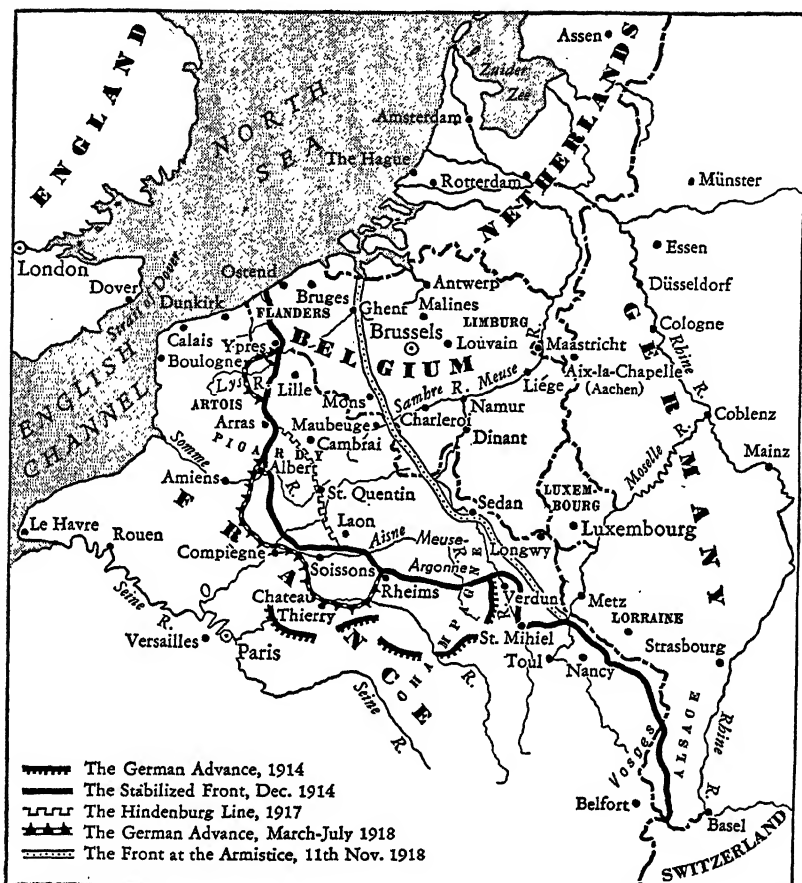 ENGLAND
NORTH SEA
Zuider Zee
Assen
NETHERLANDS
Amsterdam
The Hague
Rotterdam
Münster
London
Dover
Strait of Dover
Essen
Ostend
Dunkirk
Bruges
FLANDERS
Ghent
Antwerp
Malines
Düsseldorf
GERMANY
Calais
Boulogne
Ypres
BELGIUM
Brussels
LIMBURG
Louvain
R.
Maastricht
Cologne
Rhine R.
Aix-la-Chapelle
(Aachen)
ENGLISH CHANNEL
Lys R.
Lille
ARTOIS
Mons
Sambre R.
Meuse
Liége
Namur
Charleroi
Maubeuge
Dinant
Coblenz
Arras
Cambrai
Moselle R.
Mainz
Somme
PICARDY
Amiens
Albert
R.
St. Quentin
Sedan
LUXEM-
BOURG
Luxembourg
Longwy
Le Havre
Rouen
FRANCE
Laon
Aisne
Meuse-
Argonne
R.
Compiègne
Soissons
Rheims
CHAMPAGNE
Verdun
R.
Metz
LORRAINE
Seine R.
O
Chateau
Thierry
St. Mihiel
Versailles
Paris
Toul
Nancy
Strasbourg
R.
Seine R.
Vosges
ALSACE
Rhine R.
Belfort
Basel
SWITZERLAND
The German Advance, 1914
The Stabilized Front, Dec. 1914
The Hindenburg Line, 1917
The German Advance, March-July 1918
The Front at the Armistice, 11th Nov. 1918